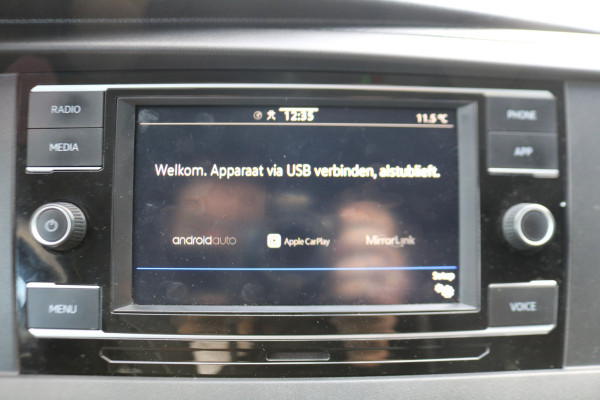 RADIO
MEDIA
MENU
12:35
11.5 °C
Welkom. Apparaat via USB verbinden, alstublieft.
androidauto
Apple CarPlay
MirrorLink
Setup
PHONE
APP
VOICE